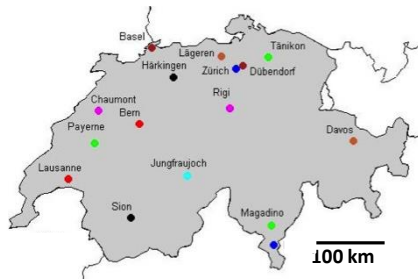 Basel
Lägeren
Tänikon
Härkingen
Zürich
Dübendorf
Chaumont
Rigi
Bern
Payerne
Davos
Lausanne
Jungfraujoch
Sion
Magadino
100 km